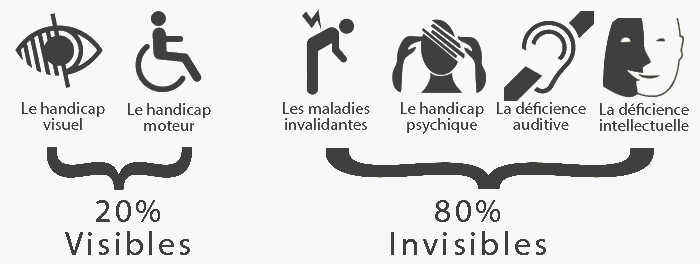 Le handicap
visuel
Le handicap
moteur
Les maladies
invalidantes
Le handicap
psychique
La déficience
auditive
La déficience
intellectuelle
20%
Visibles
80%
Invisibles